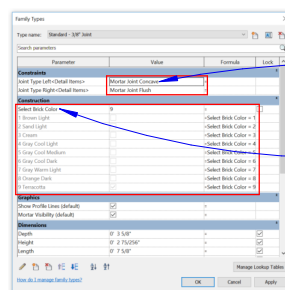 Family Types
Type name: Standard - 3/8" Joint
Search parameters
Parameter Value Formula Lock
Constraints
Joint Type Left<Detail Items> Mortar Joint Concave =
Joint Type Right<Detail Items> Mortar Joint Flush =
Construction
Select Brick Color 9 =
1 Brown Light =Select Brick Color = 1
2 Sand Light =Select Brick Color = 2
3 Cream =Select Brick Color = 3
4 Gray Cool Light =Select Brick Color = 4
5 Gray Cool Medium =Select Brick Color = 5
6 Gray Cool Dark =Select Brick Color = 6
7 Gray Warm Light =Select Brick Color = 7
8 Orange Dark =Select Brick Color = 8
9 Terracotta =Select Brick Color = 9
Graphics
Show Profile Lines (default) =
Mortar Visibility (default) =
Dimensions
Depth 0' 3 5/8" =
Height 0' 2 75/256" =
Length 0' 7 5/8" =
Manage Lookup Tables
How do I manage family types?
OK Cancel Apply